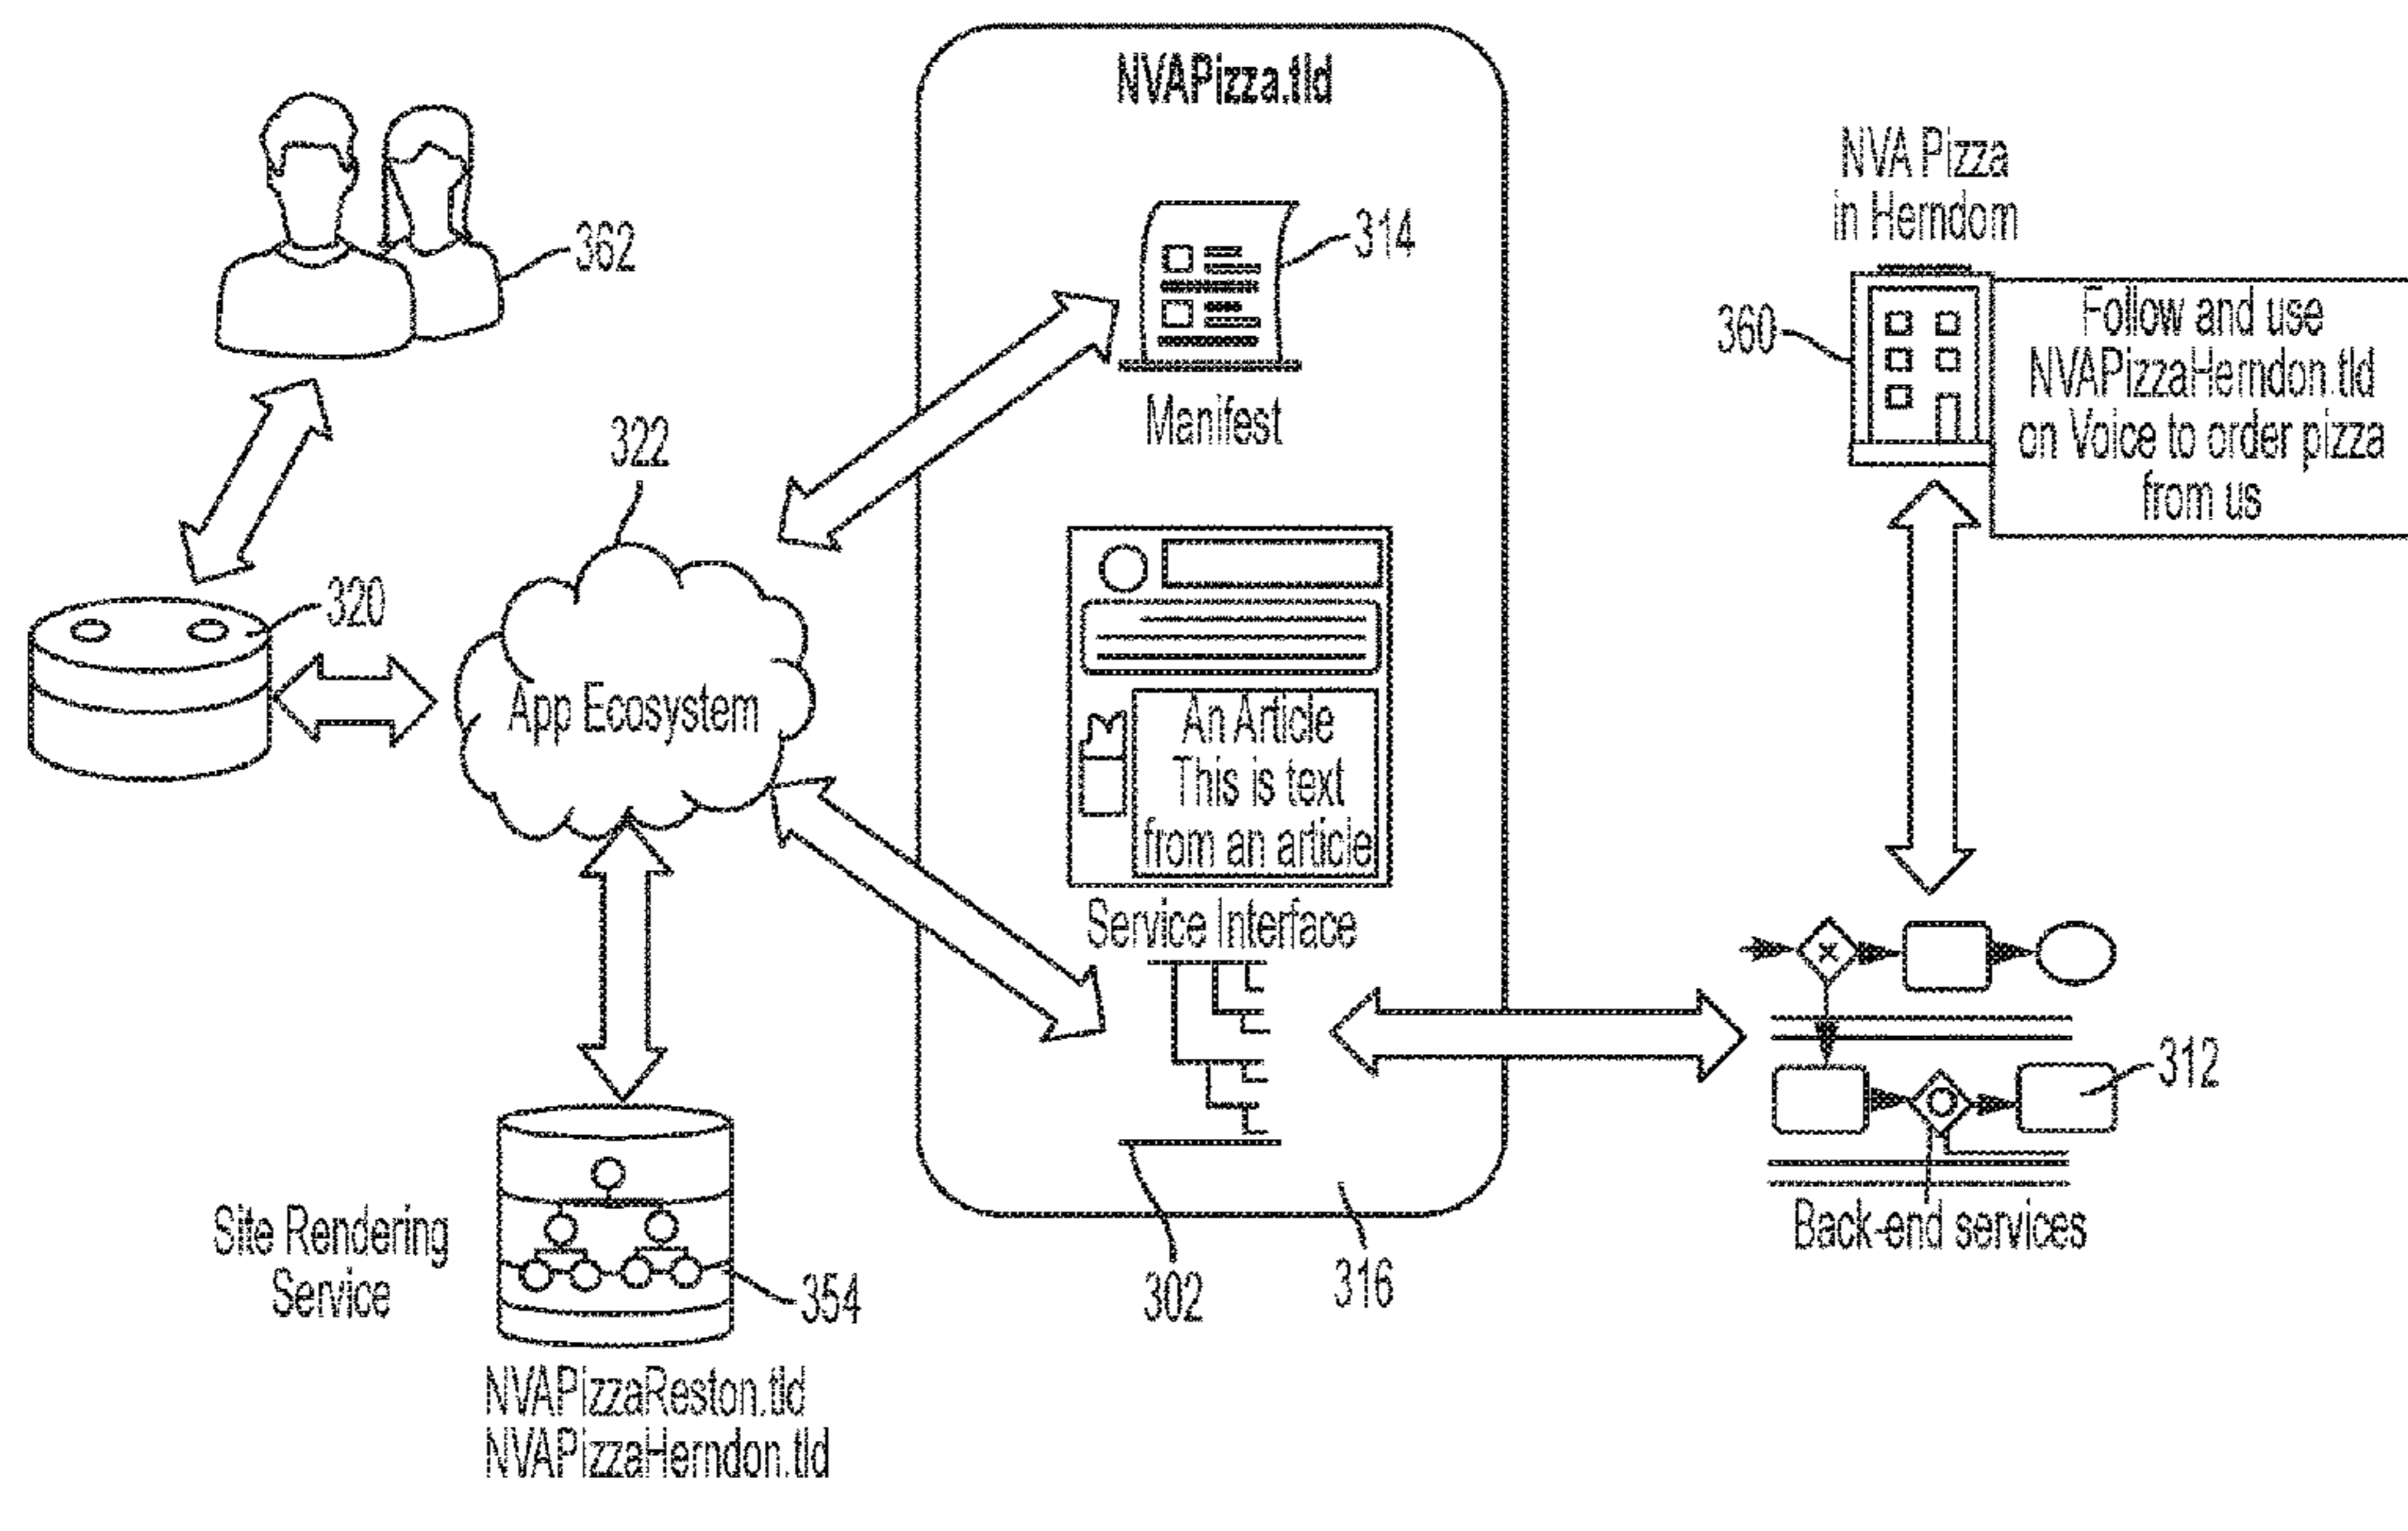 NVAPizza.tld
NVA Pizza
in Herndom
362
314
360
Follow and use
NVAPizzaHerndon.tld
on Voice to order pizza
from us
Manifest
322
320
App Ecosystem
An Article
This is text
from an article
Service Interface
312
Back-end services
Site Rendering
Service
354
302
316
NVAPizzaReston.tld
NVAPizzaHerndon.tld